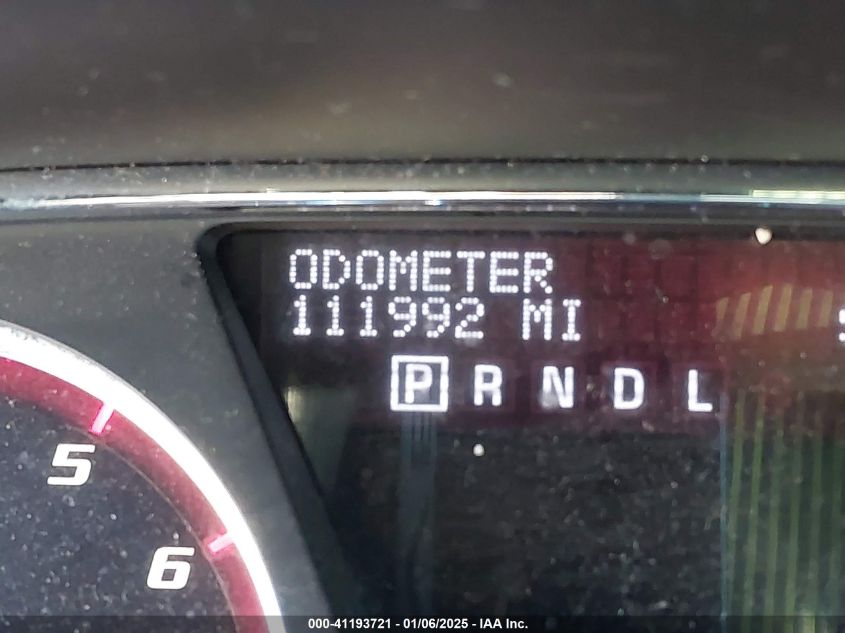 ODOMETER
111992 MI
P R N D L
5
6
000-41193721 - 01/06/2025 - IAA Inc.